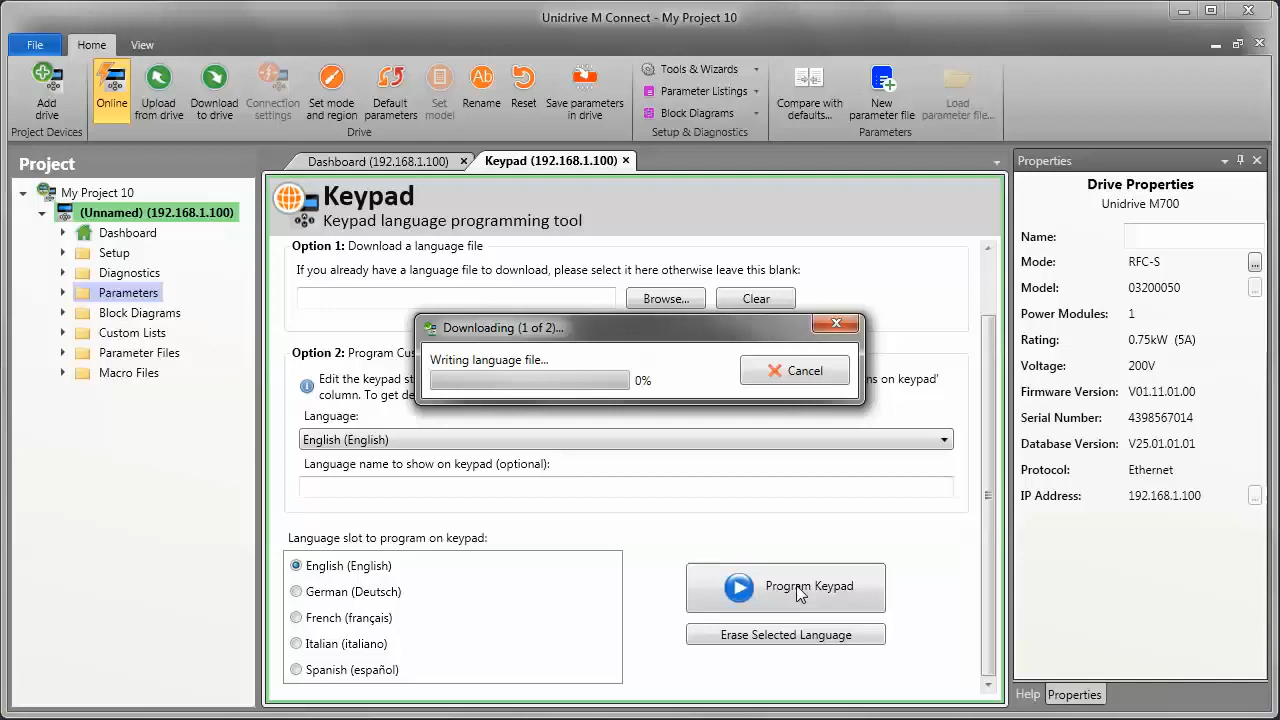 Unidrive M Connect - My Project 10
File Home View
Add drive
Online
Upload from drive
Download to drive
Connection settings
Set mode and region
Default parameters
Set model
Rename
Reset
Save parameters in drive
Tools & Wizards
Parameter Listings
Block Diagrams
Compare with defaults...
New parameter file
Load parameter file...
Project Devices
Drive
Setup & Diagnostics
Parameters
Project
My Project 10
(Unnamed) (192.168.1.100)
Dashboard
Setup
Diagnostics
Parameters
Block Diagrams
Custom Lists
Parameter Files
Macro Files
Dashboard (192.168.1.100)
Keypad (192.168.1.100)
Keypad
Keypad language programming tool
Option 1: Download a language file
If you already have a language file to download, please select it here otherwise leave this blank:
Browse...
Clear
Downloading (1 of 2)...
Writing language file...
0%
Cancel
Option 2: Program Cus
Edit the keypad st
ns on keypad'
column. To get de
Language:
English (English)
Language name to show on keypad (optional):
Language slot to program on keypad:
English (English)
German (Deutsch)
French (français)
Italian (italiano)
Spanish (español)
Program Keypad
Erase Selected Language
Properties
Drive Properties
Unidrive M700
Name:
Mode: RFC-S
...
Model: 03200050
...
Power Modules: 1
Rating: 0.75kW (5A)
Voltage: 200V
Firmware Version: V01.11.01.00
Serial Number: 4398567014
Database Version: V25.01.01.01
Protocol: Ethernet
IP Address: 192.168.1.100
...
Help Properties